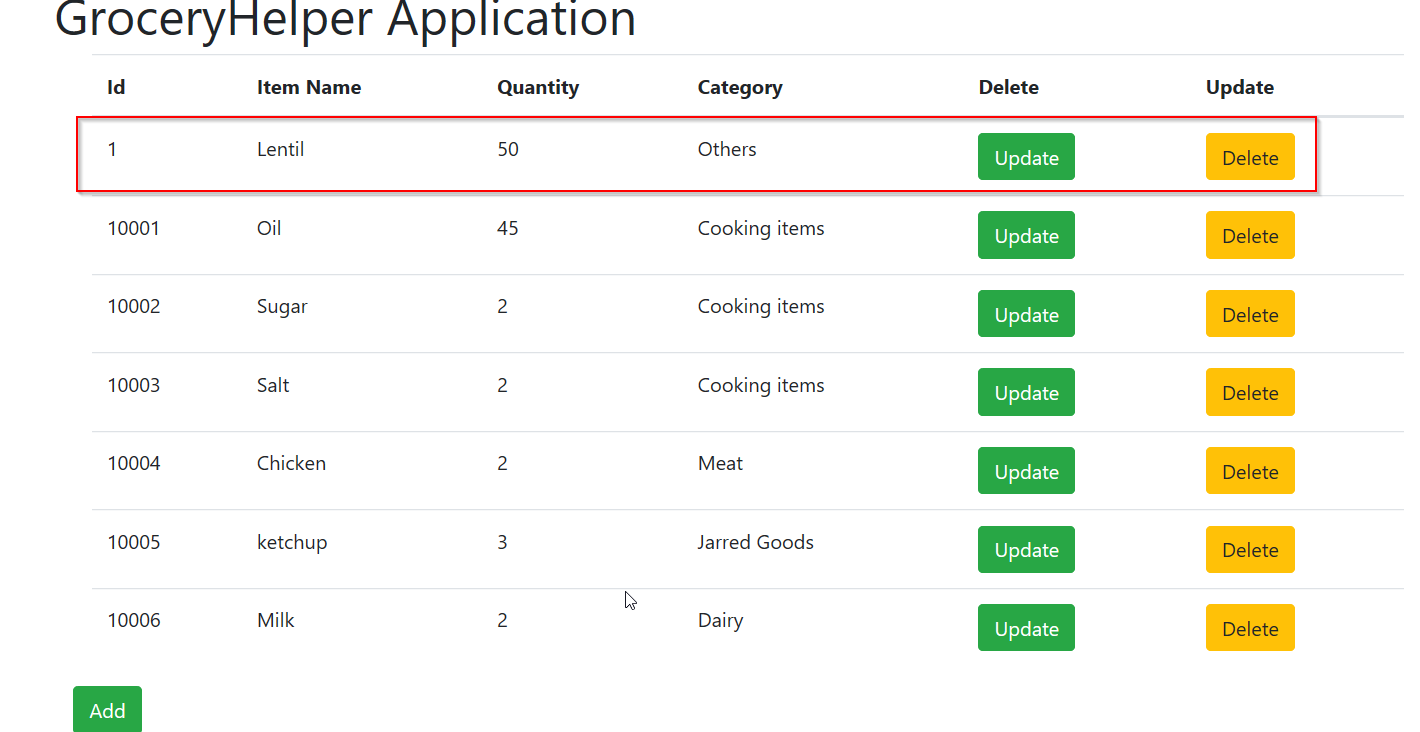 GroceryHelper Application
Id Item Name Quantity Category Delete Update
1 Lentil 50 Others Update Delete
10001 Oil 45 Cooking items Update Delete
10002 Sugar 2 Cooking items Update Delete
10003 Salt 2 Cooking items Update Delete
10004 Chicken 2 Meat Update Delete
10005 ketchup 3 Jarred Goods Update Delete
10006 Milk 2 Dairy Update Delete
Add